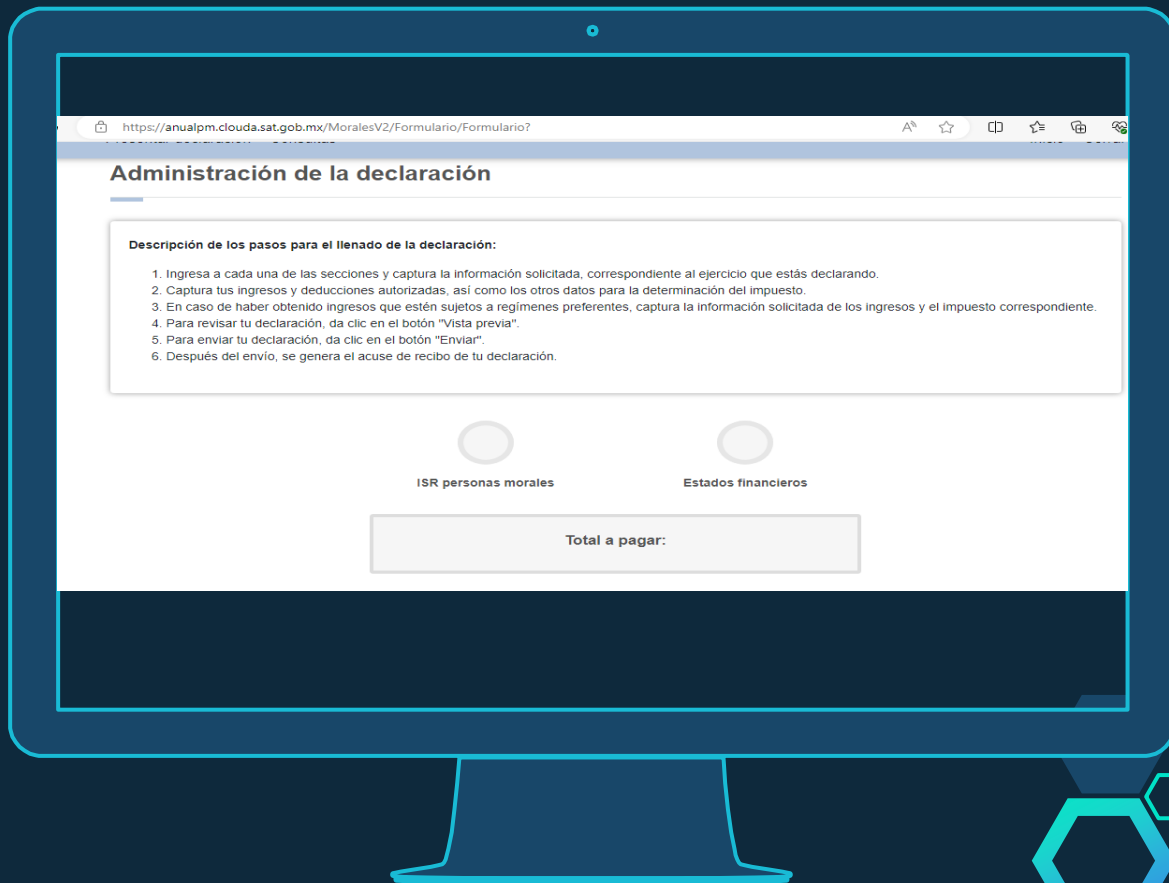 https://anualpm.clouda.sat.gob.mx/MoralesV2/Formulario/Formulario?
Administración de la declaración
Descripción de los pasos para el llenado de la declaración:
1. Ingresa a cada una de las secciones y captura la información solicitada, correspondiente al ejercicio que estás declarando.
2. Captura tus ingresos y deducciones autorizadas, así como los otros datos para la determinación del impuesto.
3. En caso de haber obtenido ingresos que estén sujetos a regímenes preferentes, captura la información solicitada de los ingresos y el impuesto correspondiente.
4. Para revisar tu declaración, da clic en el botón "Vista previa".
5. Para enviar tu declaración, da clic en el botón "Enviar".
6. Después del envío, se genera el acuse de recibo de tu declaración.
ISR personas morales
Estados financieros
Total a pagar: